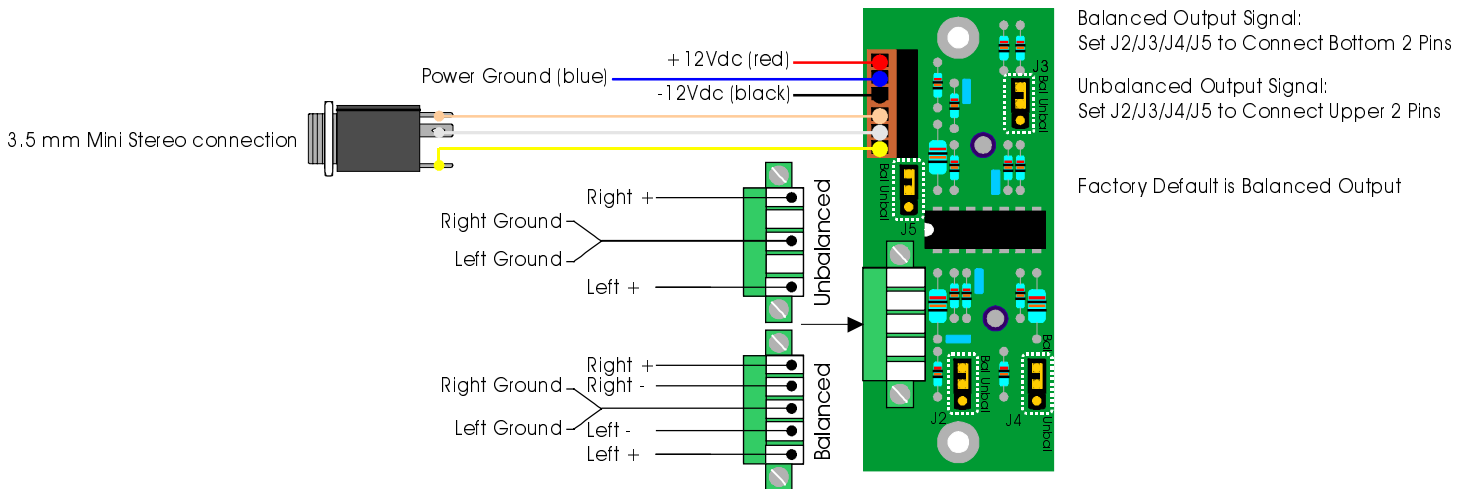 Balanced Output Signal:
Set J2/J3/J4/J5 to Connect Bottom 2 Pins
Unbalanced Output Signal:
Set J2/J3/J4/J5 to Connect Upper 2 Pins
Factory Default is Balanced Output
+12Vdc (red)
Power Ground (blue)
-12Vdc (black)
3.5 mm Mini Stereo connection
J3
Bal Unbal
Bal Unbal
J5
Right +
Right Ground
Left Ground
Left +
Unbalanced
Right +
Right Ground
Right -
Left Ground
Left -
Left +
Balanced
J2
Bal Unbal
J4
Bal
Unbal